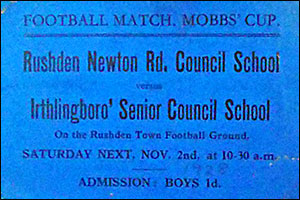 FOOTBALL MATCH. MOBBS' CUP.
Rushden Newton Rd. Council School
versus
Irthlingboro' Senior Council School
On the Rushden Town Football Ground.
SATURDAY NEXT, NOV. 2nd. at 10-30 a.m.
ADMISSION: BOYS 1d.